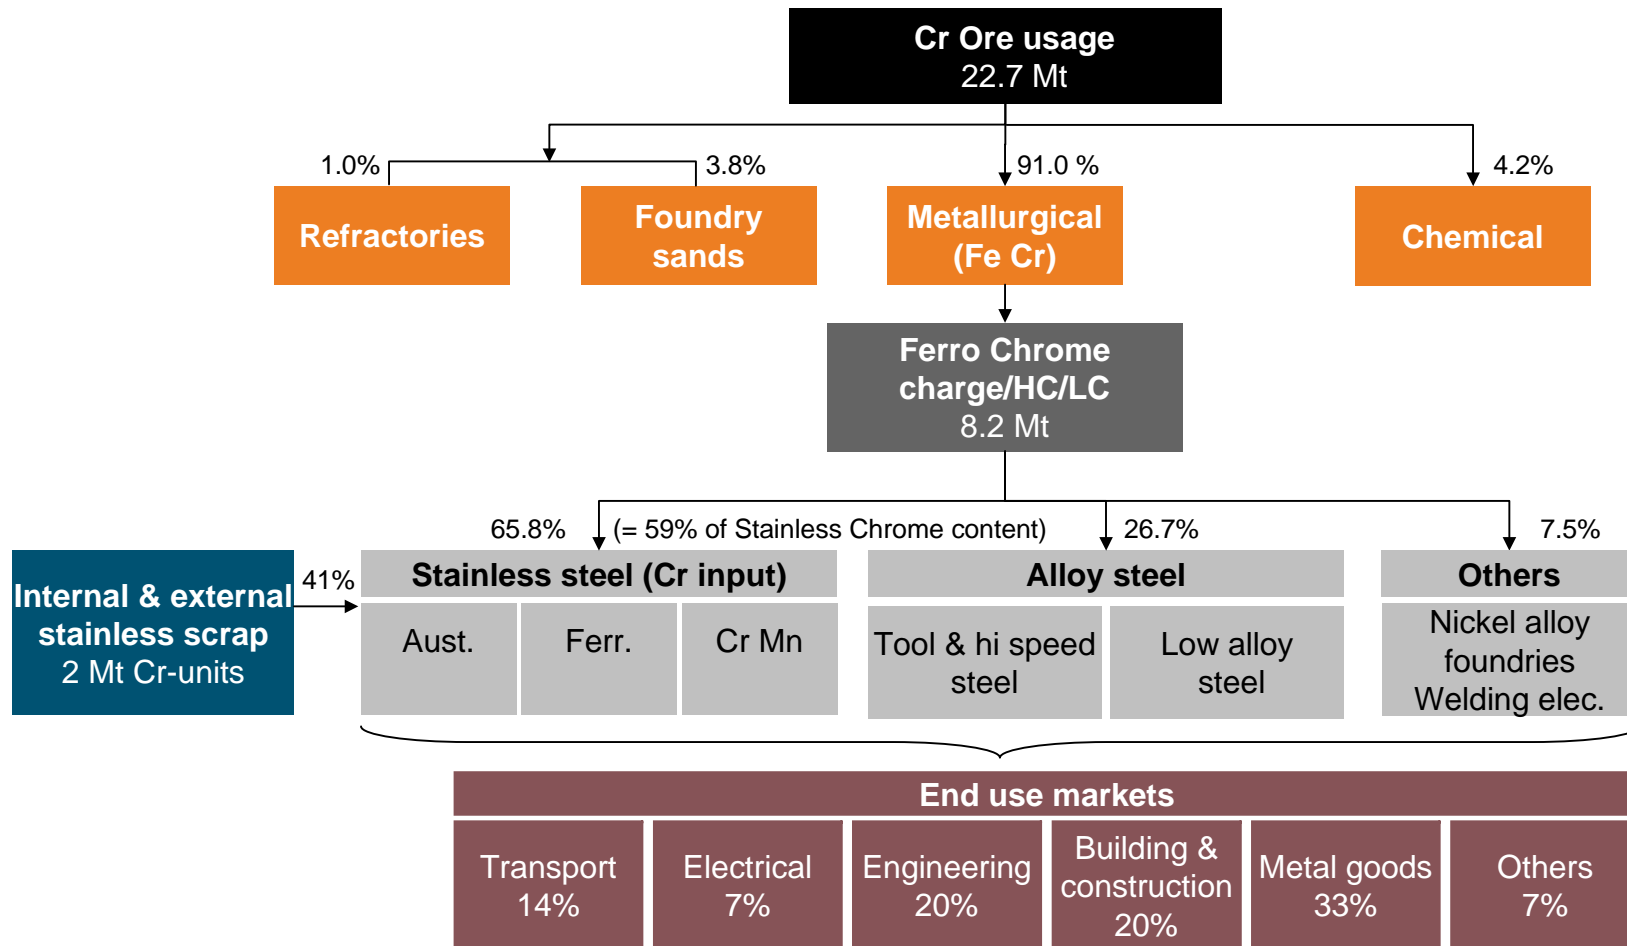 Cr Ore usage
22.7 Mt
1.0%
3.8%
91.0 %
4.2%
Refractories
Foundry
sands
Metallurgical
(Fe Cr)
Chemical
Ferro Chrome
charge/HC/LC
8.2 Mt
65.8%
(= 59% of Stainless Chrome content)
26.7%
7.5%
Internal & external
stainless scrap
2 Mt Cr-units
41%
Stainless steel (Cr input)
Aust.
Ferr.
Cr Mn
Alloy steel
Tool & hi speed
steel
Low alloy
steel
Others
Nickel alloy
foundries
Welding elec.
End use markets
Transport
14%
Electrical
7%
Engineering
20%
Building &
construction
20%
Metal goods
33%
Others
7%